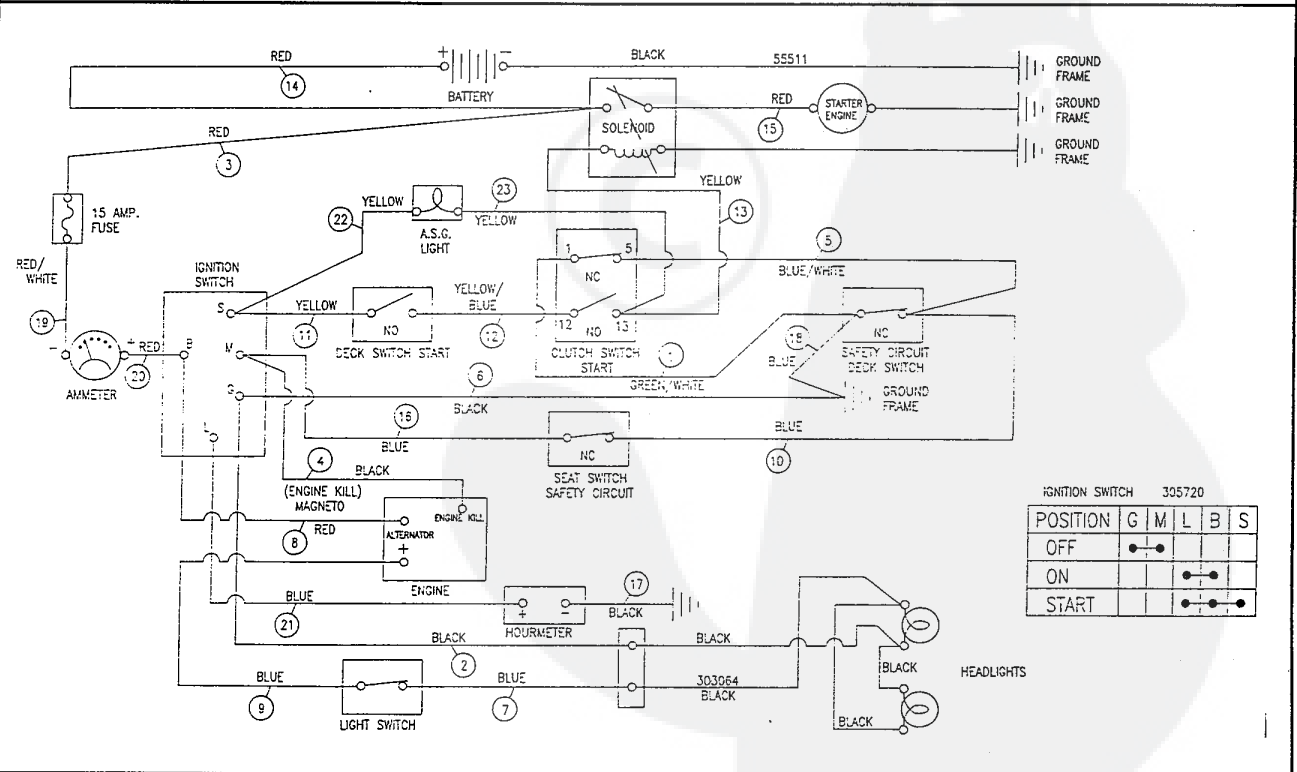 RED
14
+
-
BATTERY
BLACK
55511
GROUND
FRAME
SOLENOID
RED
15
STARTER
ENGINE
GROUND
FRAME
GROUND
FRAME
RED
3
15 AMP.
FUSE
YELLOW
22
A.S.G.
LIGHT
23
YELLOW
YELLOW
13
RED/
WHITE
19
IGNITION
SWITCH
S
M
B
G
L
YELLOW
11
NO
DECK SWITCH START
YELLOW/
BLUE
12
1
5
NC
12
13
NO
CLUTCH SWITCH
START
5
BLUE/WHITE
NC
SAFETY CIRCUIT
DECK SWITCH
18
BLUE
1
GREEN/WHITE
-
+
RED
20
AMMETER
6
BLACK
GROUND
FRAME
16
BLUE
NC
SEAT SWITCH
SAFETY CIRCUIT
BLUE
10
4
BLACK
(ENGINE KILL)
MAGNETO
ENGINE KILL
ALTERNATOR
+
ENGINE
RED
8
BLUE
21
+
-
HOURMETER
17
BLACK
BLACK
2
BLACK
BLUE
9
LIGHT SWITCH
BLUE
7
303064
BLACK
BLACK
BLACK
HEADLIGHTS
IGNITION SWITCH 305720
POSITION G M L B S
OFF
ON
START